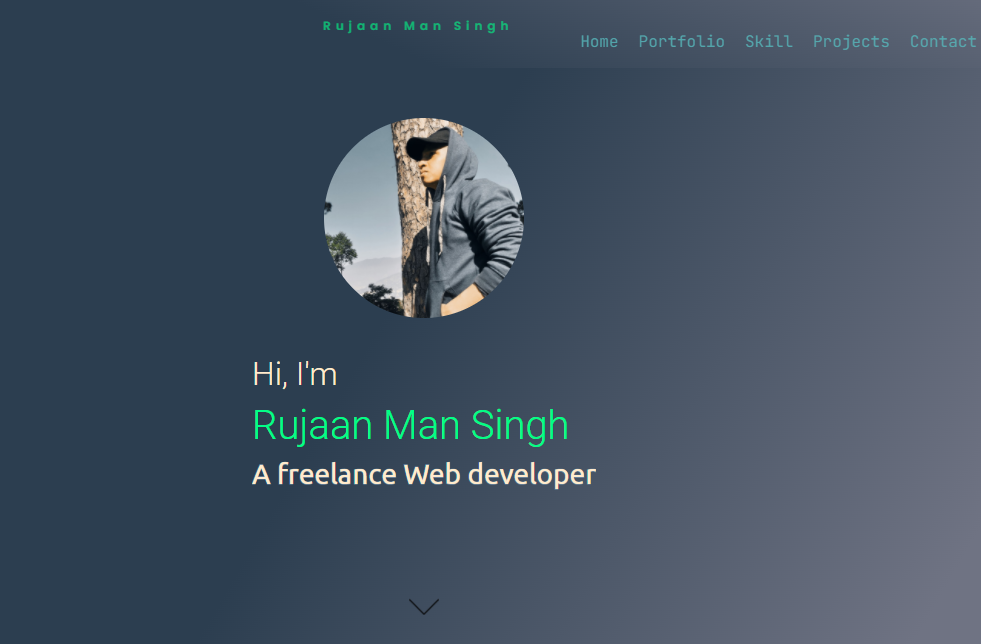 Rujaan Man Singh
Home Portfolio Skill Projects Contact
Hi, I'm
Rujaan Man Singh
A freelance Web developer